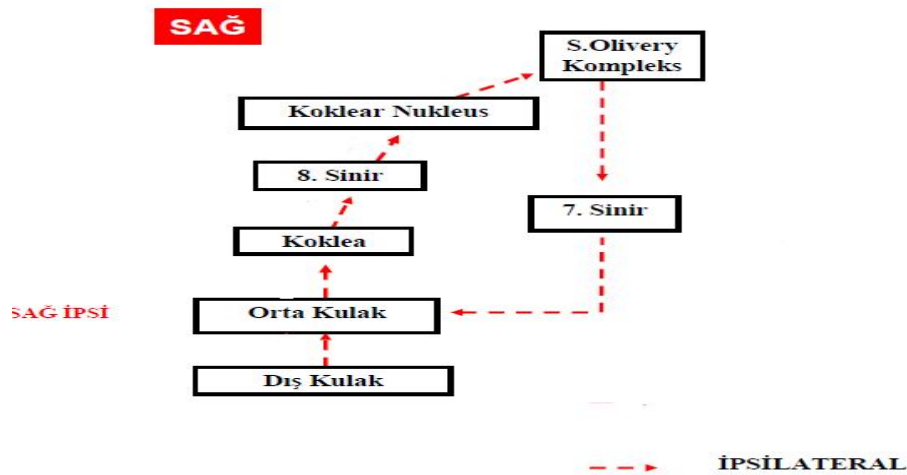 SAĞ
S.Olivery
Kompleks
Koklear Nukleus
8. Sinir
7. Sinir
Koklea
SAĞ İPSİ
Orta Kulak
Dış Kulak
İPSİLATERAL